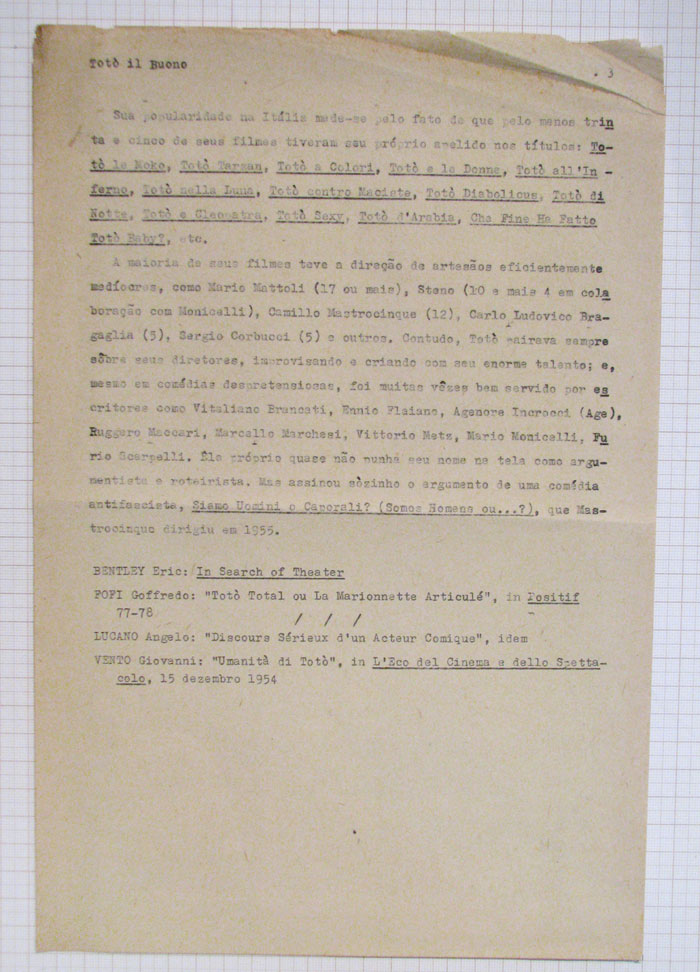 Totò il Buono
. 3
Sua popularidade na Itália mede-se pelo fato de que pelo menos trin
ta e cinco de seus filmes tiveram seu próprio apelido nos títulos: To-
tò le Moko, Totò Tarzan, Totò a Colori, Totò e le Donne, Totò all'In -
ferno, Totò nella Luna, Totò contro Maciste, Totò Diabolicus, Totò di
Notte, Totò e Cleopatra, Totò Sexy, Totò d'Arabia, Che Fine Ha Fatto
Totò Baby?, etc.
A maioria de seus filmes teve a direção de artesãos eficientemente
medíocres, como Mario Mattoli (17 ou mais), Steno (10 e mais 4 em cola
boração com Monicelli), Camillo Mastrocinque (12), Carlo Ludovico Bra-
gaglia (5), Sergio Corbucci (5) e outros. Contudo, Totò pairava sempre
sôbre seus diretores, improvisando e criando com seu enorme talento; e,
mesmo em comédias despretensiosas, foi muitas vêzes bem servido por es
critores como Vitaliano Brancati, Ennio Flaiano, Agenore Incrocci (Age),
Ruggero Maccari, Marcello Marchesi, Vittorio Metz, Mario Monicelli, Fu
rio Scarpelli. Êle próprio quase não punha seu nome na tela como argu-
mentista e roteirista. Mas assinou sòzinho o argumento de uma comédia
antifascista, Siamo Uomini o Caporali? (Somos Homens ou...?), que Mas-
trocinque dirigiu em 1955.
BENTLEY Eric: In Search of Theater
FOFI Goffredo: "Totò Total ou La Marionnette Articulé", in Positif
77-78 / / /
LUCANO Angelo: "Discours Sérieux d'un Acteur Comique", idem
VENTO Giovanni: "Umanità di Totò", in L'Eco del Cinema e dello Spetta-
colo, 15 dezembro 1954